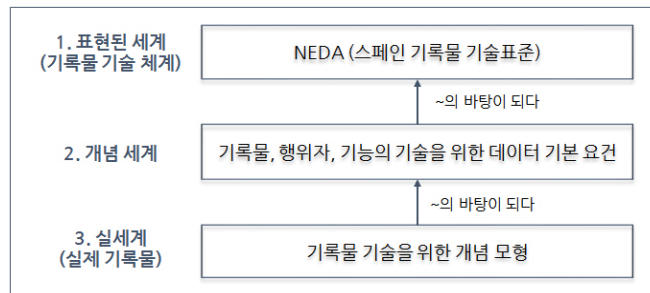 1. 표현된 세계
(기록물 기술 체계)
NEDA (스페인 기록물 기술표준)
~의 바탕이 되다
2. 개념 세계
기록물, 행위자, 기능의 기술을 위한 데이터 기본 요건
~의 바탕이 되다
3. 실세계
(실제 기록물)
기록물 기술을 위한 개념 모형